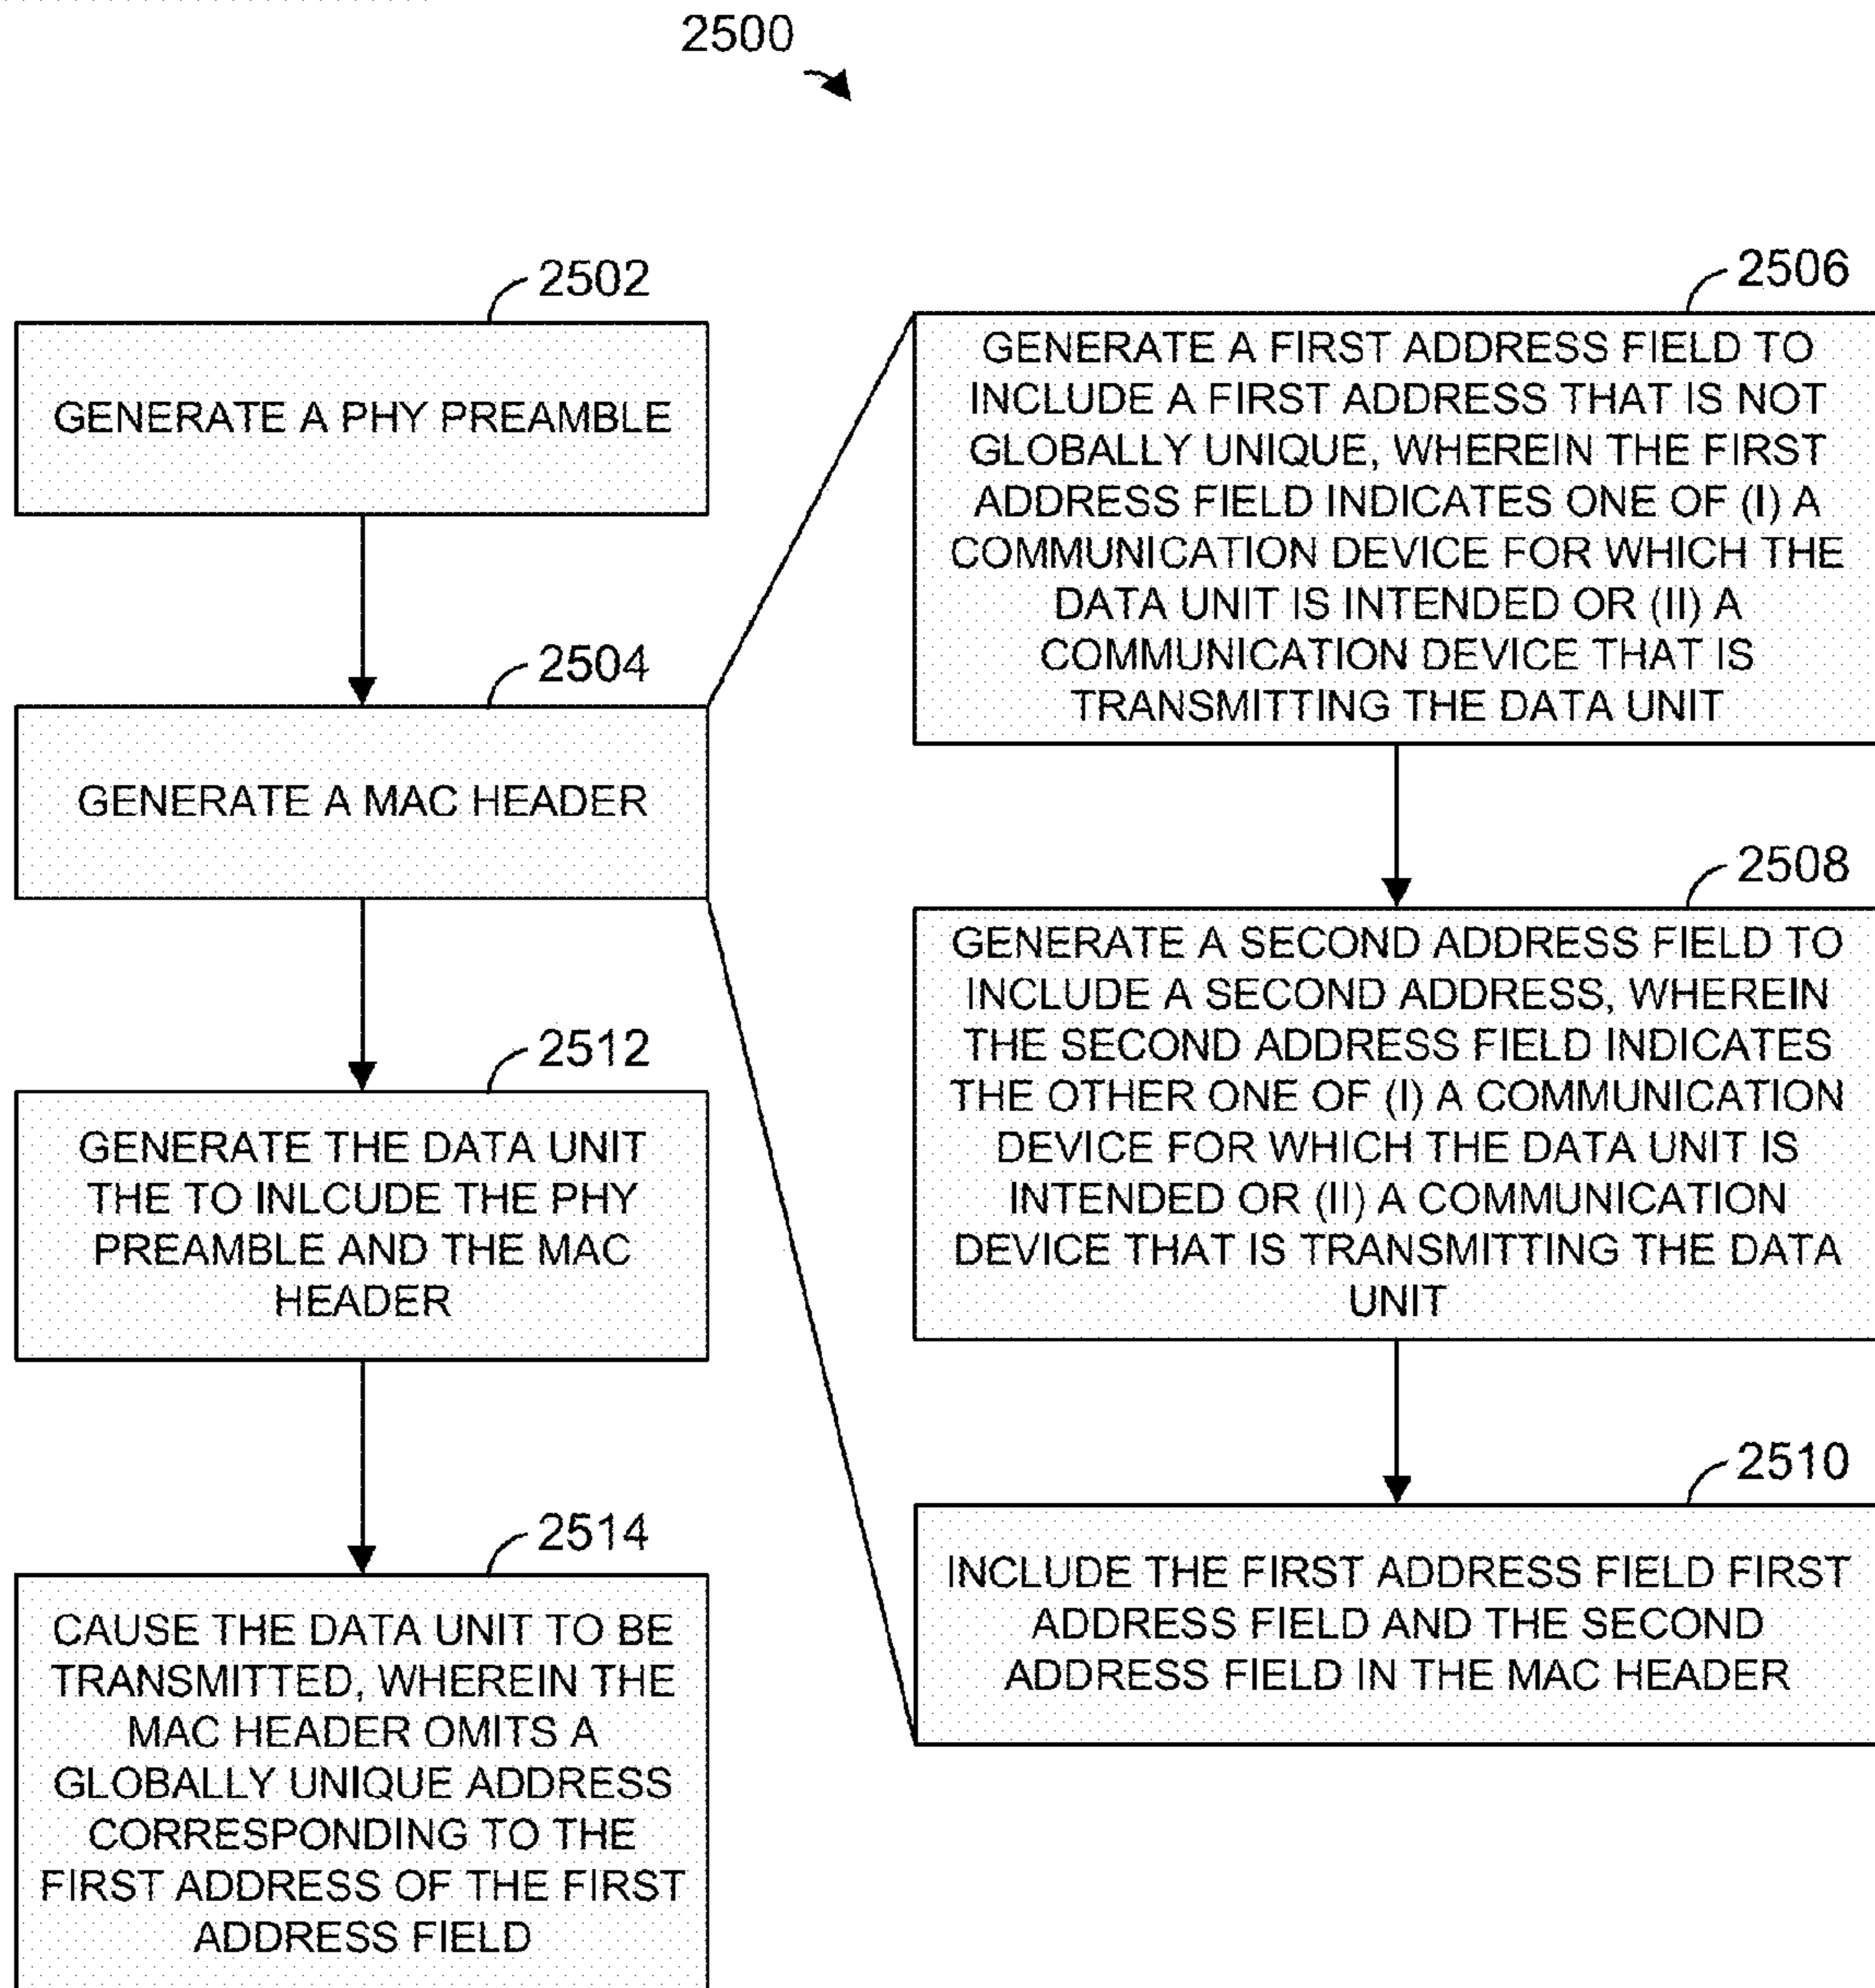 2500
2502
GENERATE A PHY PREAMBLE
2504
GENERATE A MAC HEADER
2512
GENERATE THE DATA UNIT
THE TO INLCUDE THE PHY
PREAMBLE AND THE MAC
HEADER
2514
CAUSE THE DATA UNIT TO BE
TRANSMITTED, WHEREIN THE
MAC HEADER OMITS A
GLOBALLY UNIQUE ADDRESS
CORRESPONDING TO THE
FIRST ADDRESS OF THE FIRST
ADDRESS FIELD
2506
GENERATE A FIRST ADDRESS FIELD TO
INCLUDE A FIRST ADDRESS THAT IS NOT
GLOBALLY UNIQUE, WHEREIN THE FIRST
ADDRESS FIELD INDICATES ONE OF (I) A
COMMUNICATION DEVICE FOR WHICH THE
DATA UNIT IS INTENDED OR (II) A
COMMUNICATION DEVICE THAT IS
TRANSMITTING THE DATA UNIT
2508
GENERATE A SECOND ADDRESS FIELD TO
INCLUDE A SECOND ADDRESS, WHEREIN
THE SECOND ADDRESS FIELD INDICATES
THE OTHER ONE OF (I) A COMMUNICATION
DEVICE FOR WHICH THE DATA UNIT IS
INTENDED OR (II) A COMMUNICATION
DEVICE THAT IS TRANSMITTING THE DATA
UNIT
2510
INCLUDE THE FIRST ADDRESS FIELD FIRST
ADDRESS FIELD AND THE SECOND
ADDRESS FIELD IN THE MAC HEADER